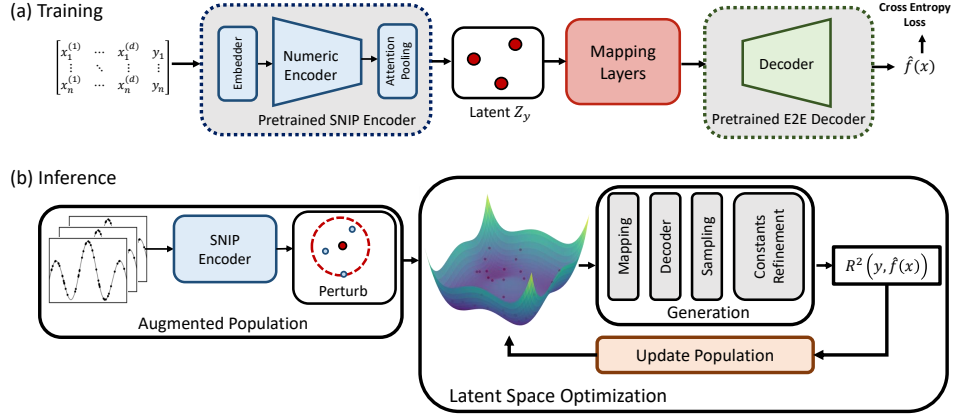 (a) Training
x_1^{(1)} ⋯ x_1^{(d)} y_1
⋮ ⋱ ⋮ ⋮
x_n^{(1)} ⋯ x_n^{(d)} y_n
Embedder
Numeric
Encoder
Attention
Pooling
Pretrained SNIP Encoder
Latent Z_y
Mapping
Layers
Decoder
Pretrained E2E Decoder
Cross Entropy
Loss
f̂(x)
(b) Inference
SNIP
Encoder
Perturb
Augmented Population
Mapping
Decoder
Sampling
Constants
Refinement
Generation
R^2(y, f̂(x))
Update Population
Latent Space Optimization